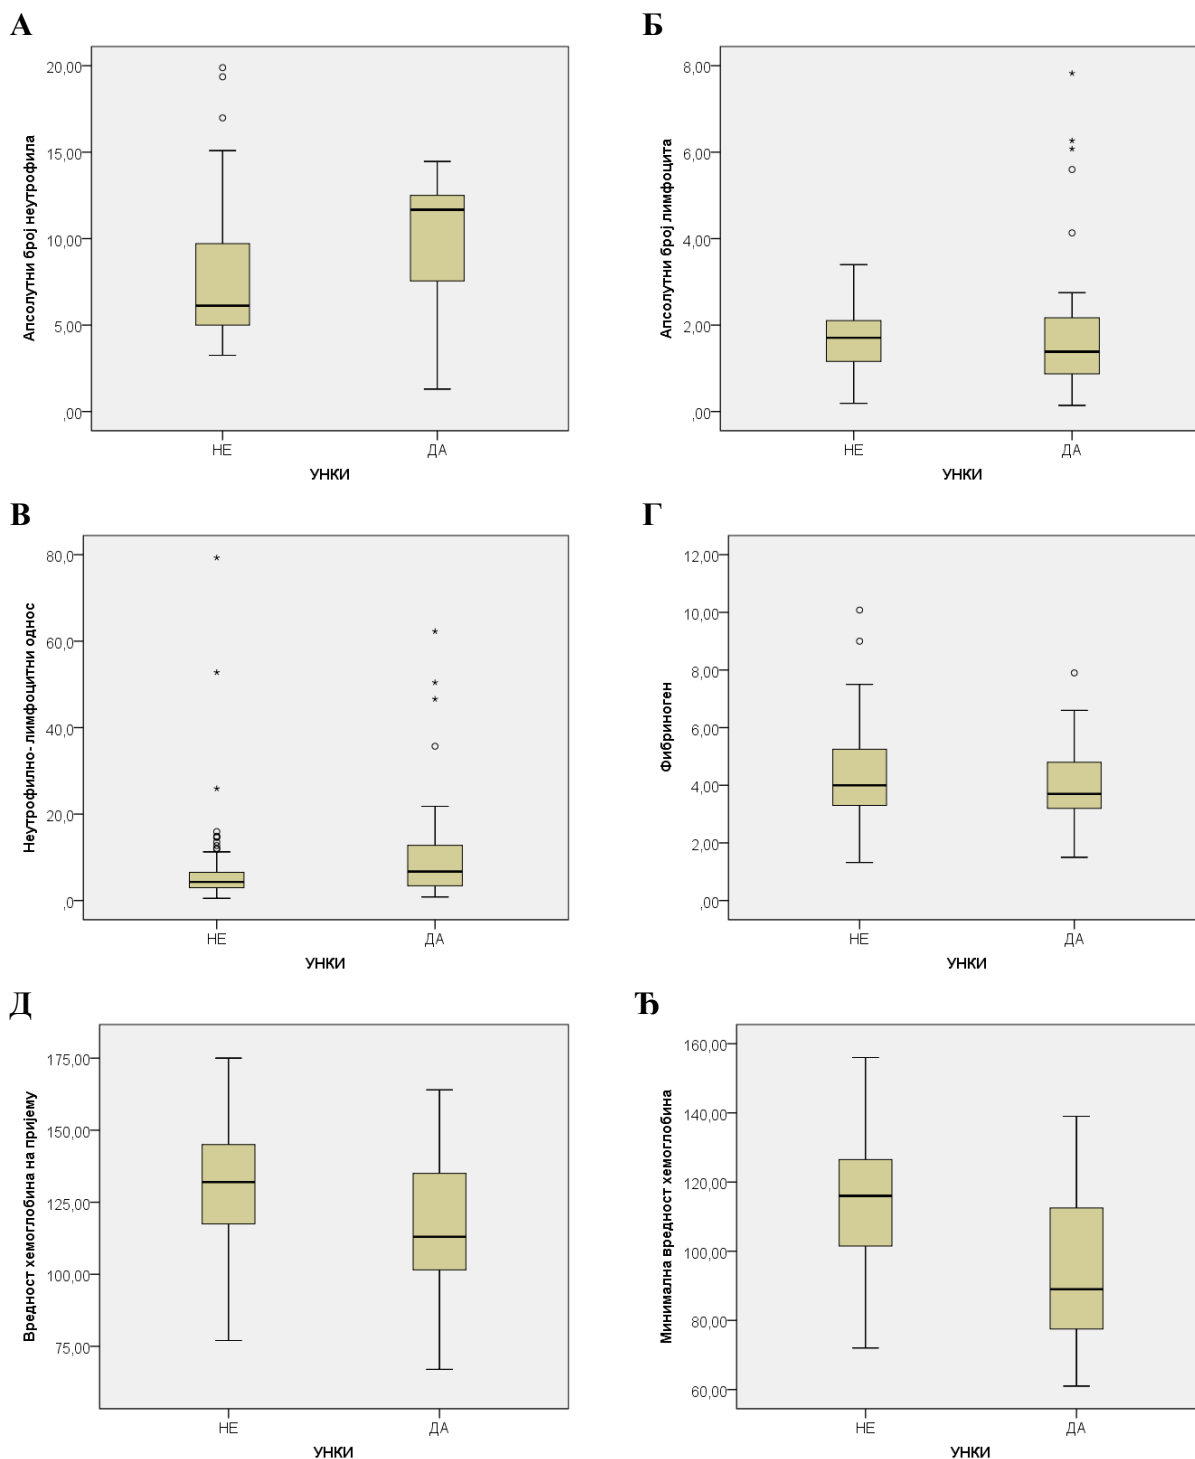 А
Апсолутни број неутрофила
20,00
15,00
10,00
5,00
,00
НЕ
ДА
УНКИ
Б
Апсолутни број лимфоцита
8,00
6,00
4,00
2,00
,00
НЕ
ДА
УНКИ
В
Неутрофилно- лимфоцитни однос
80,0
60,0
40,0
20,0
,0
НЕ
ДА
УНКИ
Г
Фибриноген
12,00
10,00
8,00
6,00
4,00
2,00
,00
НЕ
ДА
УНКИ
Д
Вредност хемоглобина на пријему
175,00
150,00
125,00
100,00
75,00
НЕ
ДА
УНКИ
Ђ
Минимална вредност хемоглобина
160,00
140,00
120,00
100,00
80,00
60,00
НЕ
ДА
УНКИ